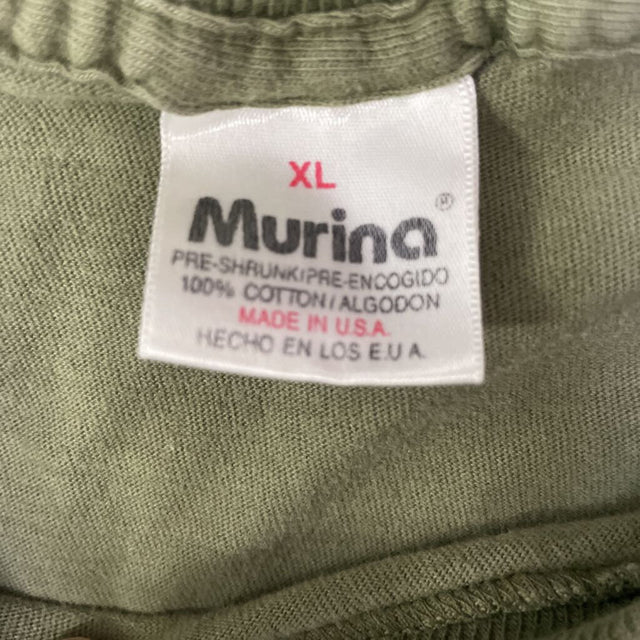 XL
Murina®
PRE-SHRUNK/PRE-ENCOGIDO
100% COTTON/ALGODON
MADE IN U.S.A.
HECHO EN LOS E.U.A.